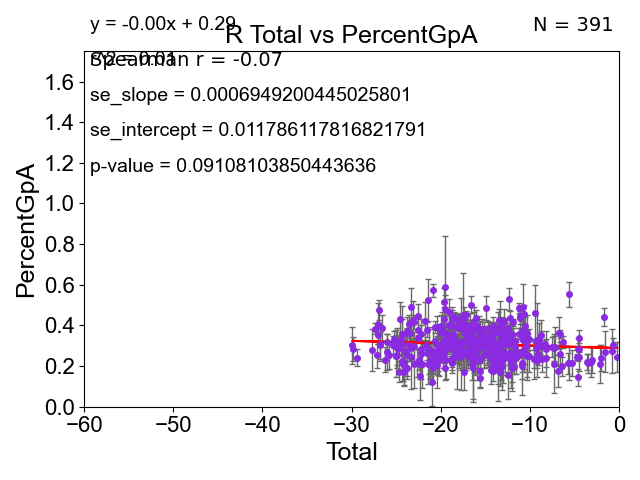 y = -0.00x + 0.29
R Total vs PercentGpA
N = 391
Spearman r = -0.07
se_slope = 0.0006949200445025801
se_intercept = 0.011786117816821791
p-value = 0.09108103850443636
PercentGpA
1.6
1.4
1.2
1.0
0.8
0.6
0.4
0.2
0.0
−60 −50 −40 −30 −20 −10 0
Total